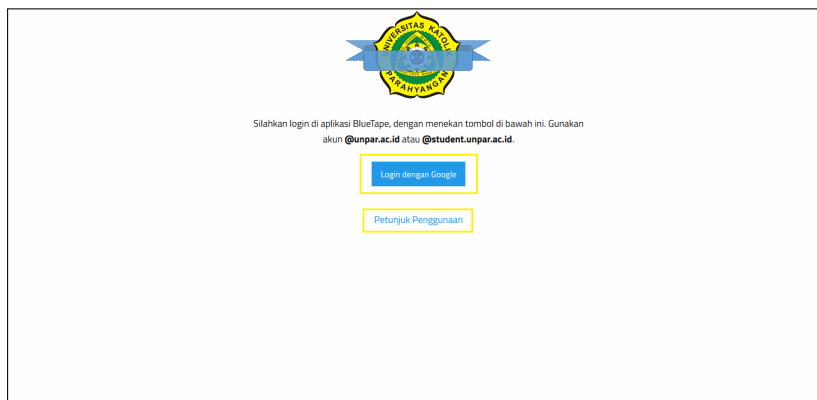 UNIVERSITAS KATOLIK
PARAHYANGAN
Silahkan login di aplikasi BlueTape, dengan menekan tombol di bawah ini. Gunakan
akun @unpar.ac.id atau @student.unpar.ac.id.
Login dengan Google
Petunjuk Penggunaan